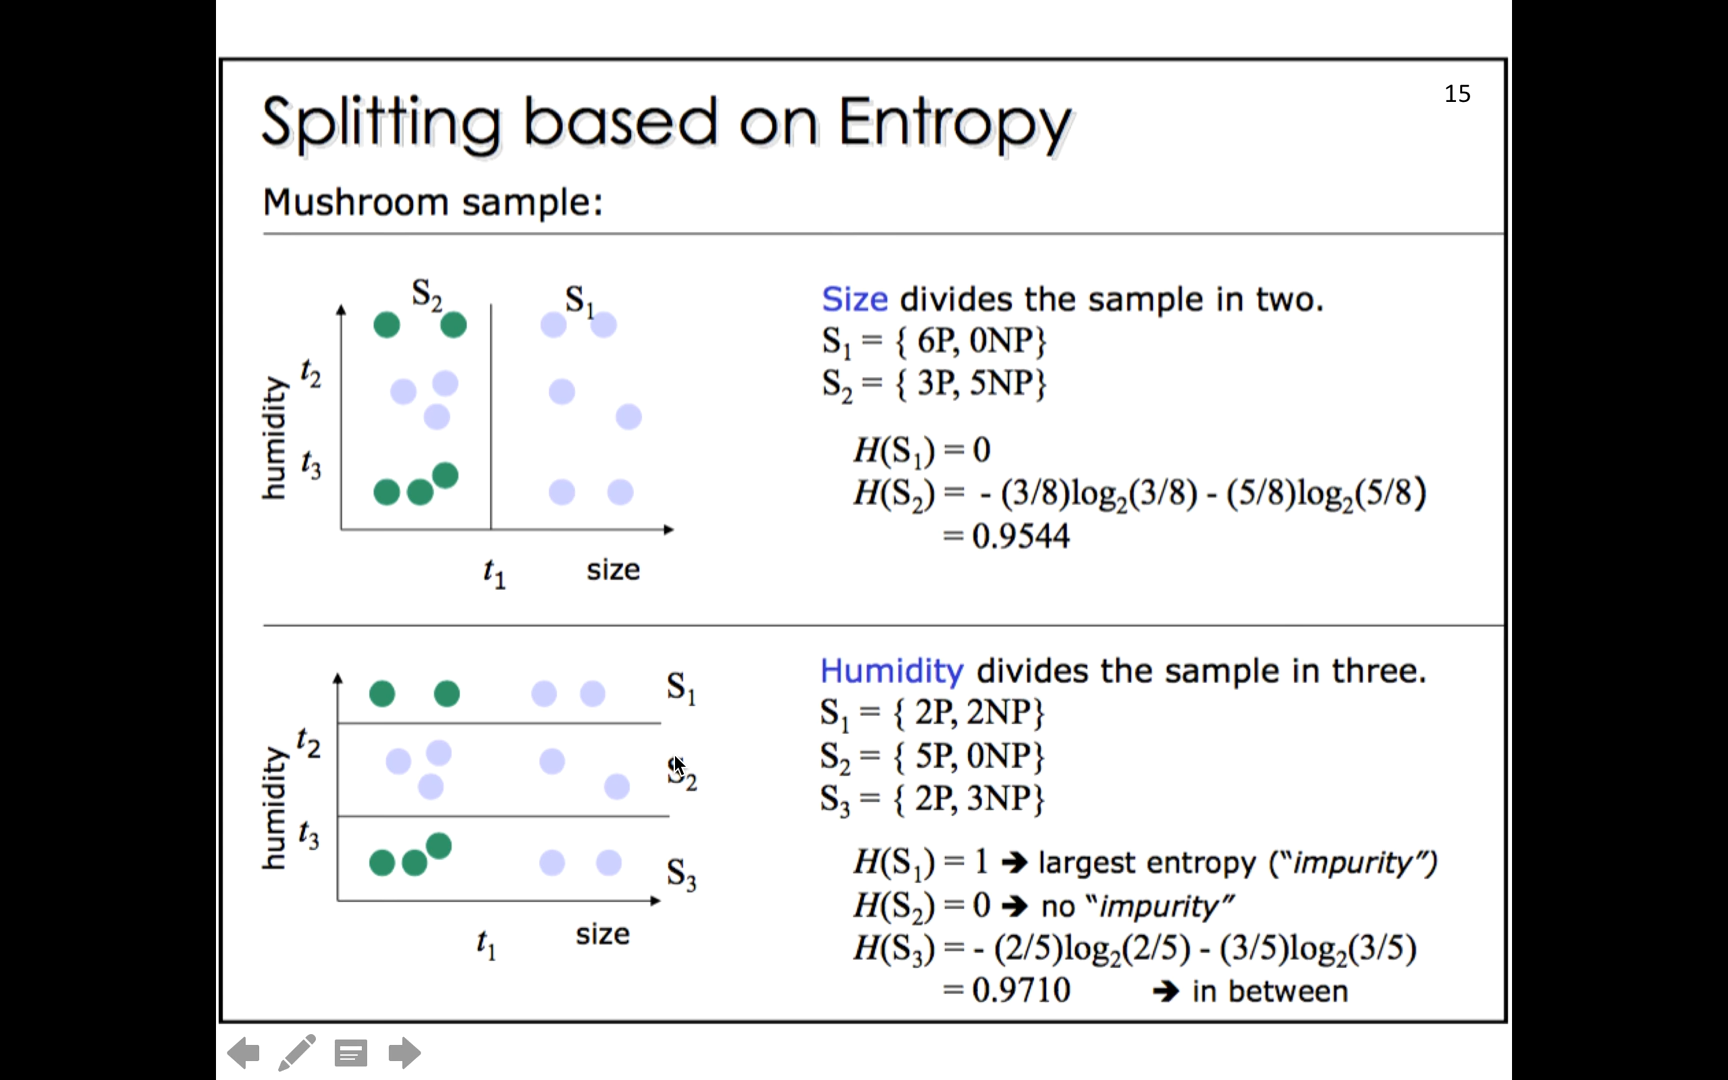 15
Splitting based on Entropy
Mushroom sample:
S₂
S₁
humidity
t₂
t₃
t₁
size
Size divides the sample in two.
S₁ = { 6P, 0NP}
S₂ = { 3P, 5NP}
H(S₁) = 0
H(S₂) = - (3/8)log₂(3/8) - (5/8)log₂(5/8)
= 0.9544
S₁
humidity
t₂
S₂
t₃
S₃
t₁
size
Humidity divides the sample in three.
S₁ = { 2P, 2NP}
S₂ = { 5P, 0NP}
S₃ = { 2P, 3NP}
H(S₁) = 1 ➔ largest entropy (“impurity”)
H(S₂) = 0 ➔ no “impurity”
H(S₃) = - (2/5)log₂(2/5) - (3/5)log₂(3/5)
= 0.9710 ➔ in between